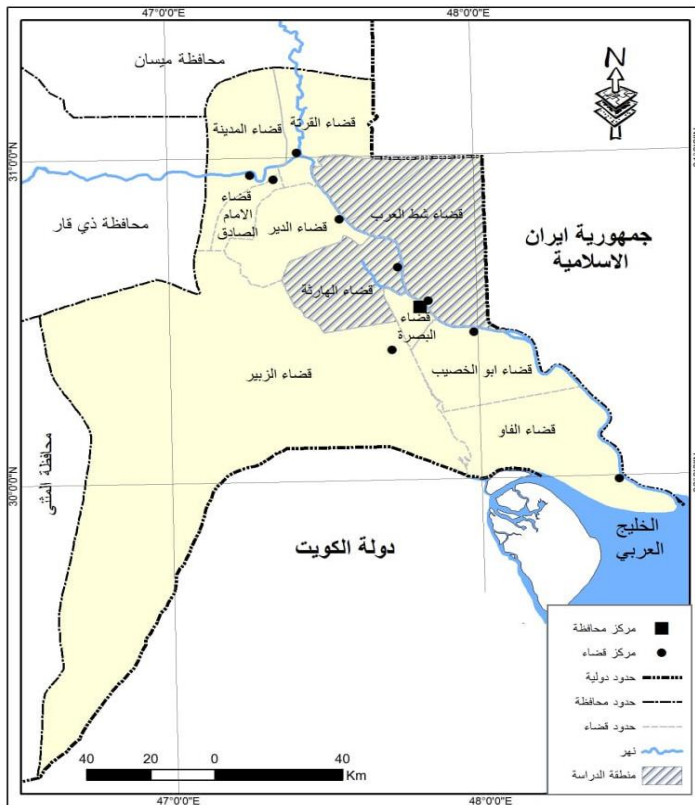 47°0'0"E
48°0'0"E
محافظة ميسان
N
قضاء المدينة
قضاء القرنة
31°0'0"N
قضاء
الامام
الصادق
قضاء شط العرب
قضاء الدير
محافظة ذي قار
جمهورية ايران
الاسلامية
قضاء الهارثة
قضاء
البصرة
قضاء الزبير
قضاء ابو الخصيب
قضاء الفاو
محافظة المثنى
30°0'0"N
الخليج
العربي
دولة الكويت
مركز محافظة
مركز قضاء
حدود دولية
حدود محافظة
حدود قضاء
نهر
منطقة الدراسة
40 20 0 40
Km
47°0'0"E
48°0'0"E